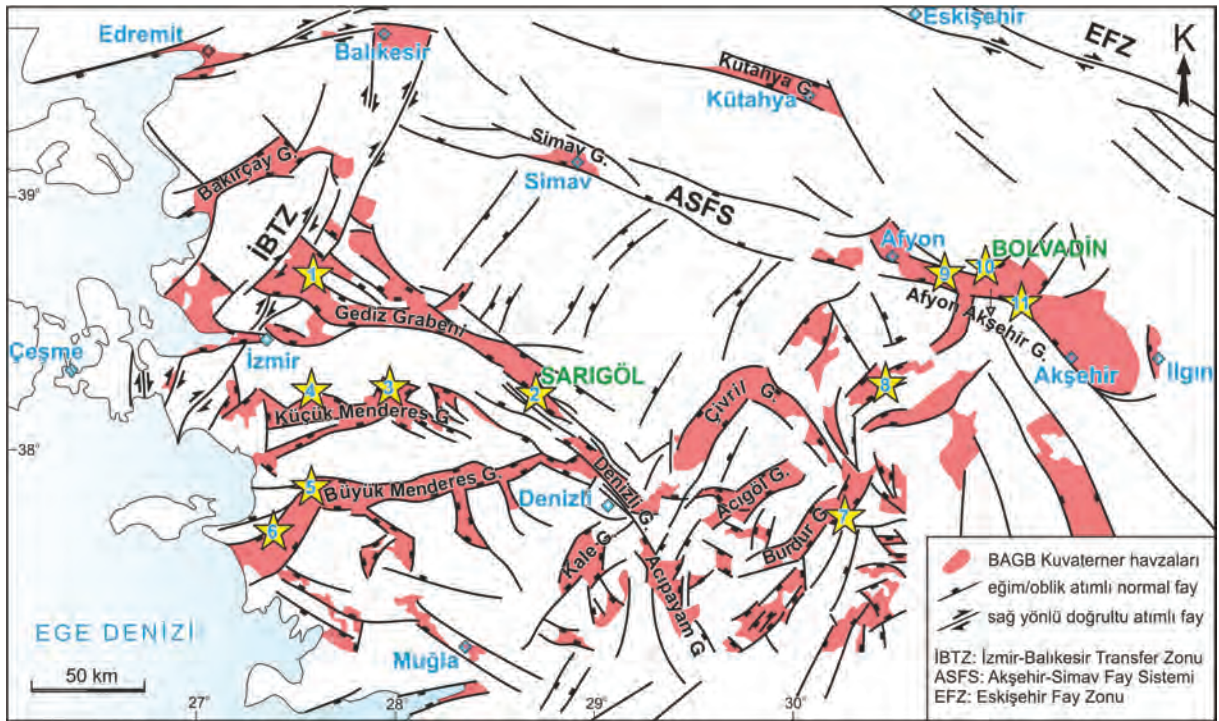 Eskişehir
Edremit
Balıkesir
EFZ
K
Kütahya G.
Kütahya
Simav G.
Simav
Bakırçay G.
39°
ASFS
İBTZ
Afyon
BOLVADİN
1
9
10
11
Gediz Grabeni
Afyon Akşehir G.
Çeşme
İzmir
SARIGÖL
Akşehir
Ilgın
4
3
2
8
Çivril G.
Küçük Menderes G.
38°
5
Büyük Menderes G.
Denizli
Denizli G.
Acıgöl G.
7
6
Burdur G.
Kale G.
Acıpayam G.
EGE DENİZİ
Muğla
50 km
27°
28
29
30
BAGB Kuvaterner havzaları
eğim/oblik atımlı normal fay
sağ yönlü doğrultu atımlı fay
İBTZ: İzmir-Balıkesir Transfer Zonu
ASFS: Akşehir-Simav Fay Sistemi
EFZ: Eskişehir Fay Zonu